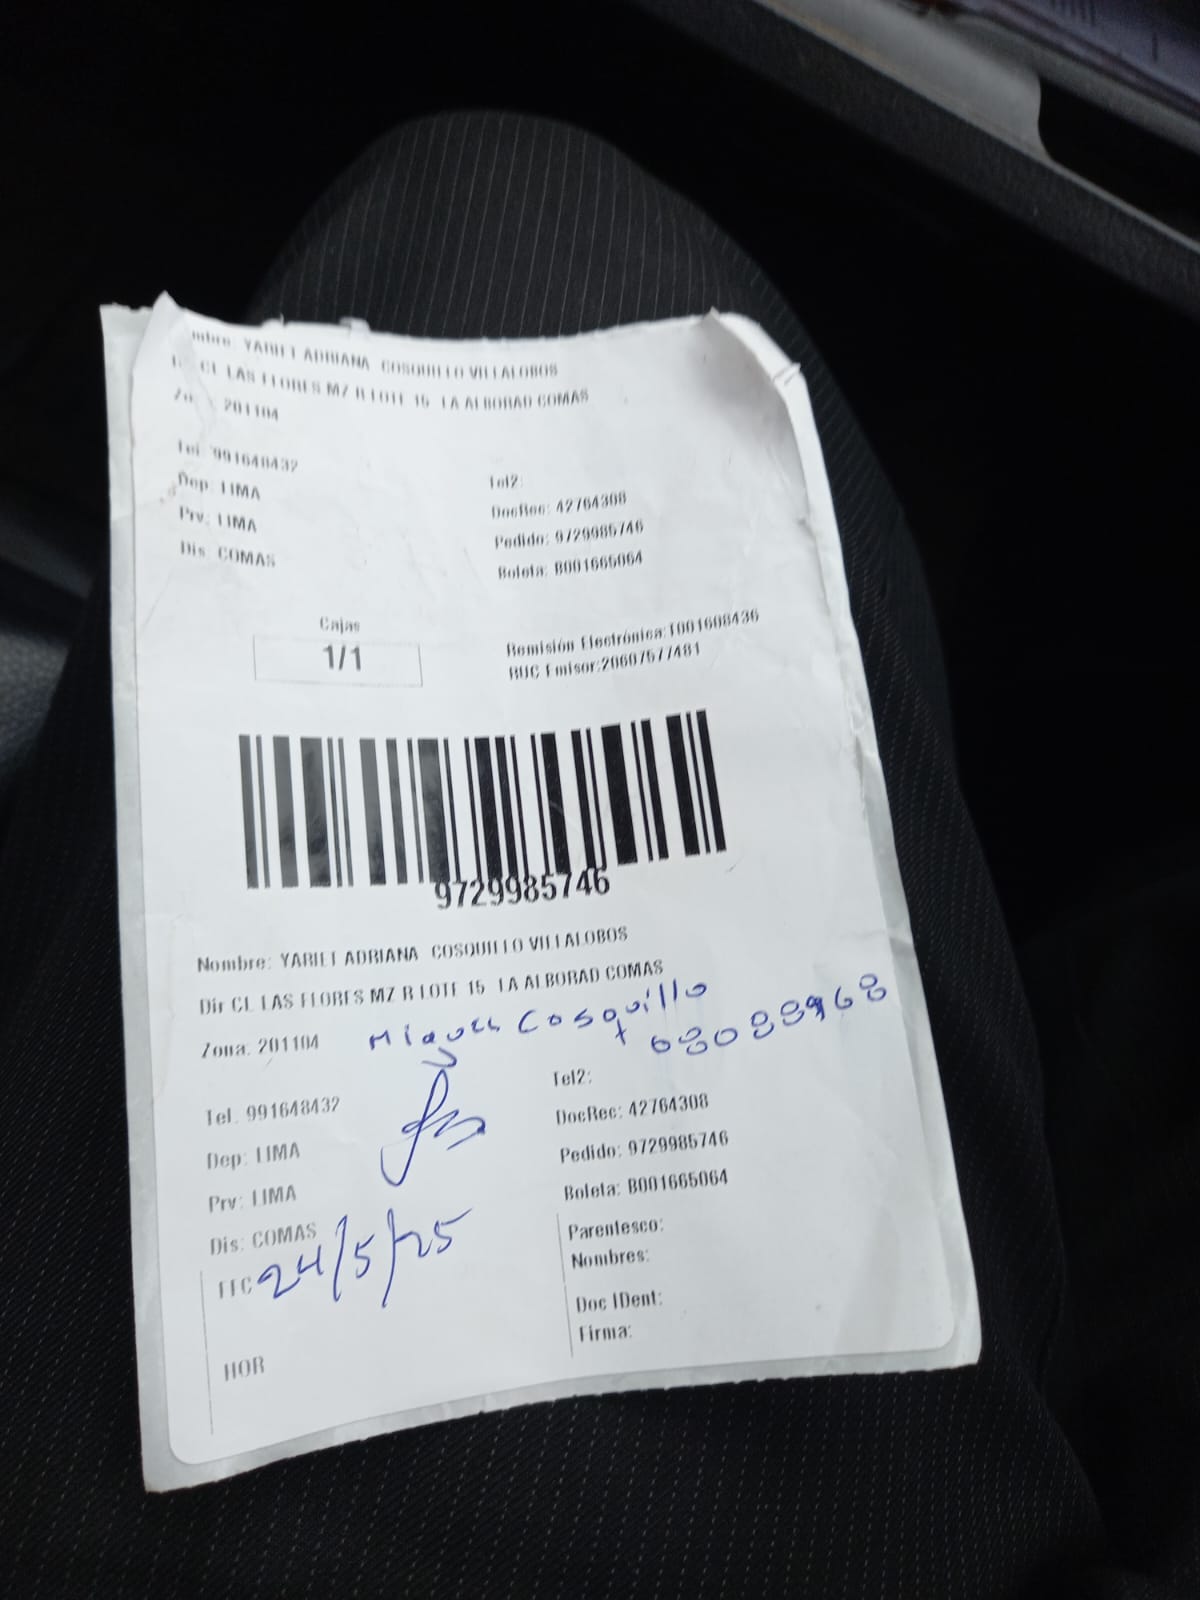 Nombre: YARIET ADRIANA COSQUILLO VILLALOBOS
CL LAS FLORES MZ R LOTE 15 LA ALBORAD COMAS
201104
Tel: 991648432
Tel2:
Dep: LIMA
DocRec: 42764308
Prv: LIMA
Pedido: 9729985746
Dis: COMAS
Boleta: B001665064
Cajas
1/1
Remisión Electrónica:T001608436
RUC Emisor:20607577481
9729985746
Nombre: YARIET ADRIANA COSQUILLO VILLALOBOS
Dir CL LAS FLORES MZ R LOTE 15 LA ALBORAD COMAS
Zona: 201104
Cosquillo
Tel. 991648432
Tel2:
DocRec: 42764308
Dep: LIMA
Pedido: 9729985746
Prv: LIMA
Boleta: B001665064
Dis: COMAS
24/5/25
Parentesco:
Nombres:
Doc IDent:
Firma:
HOR